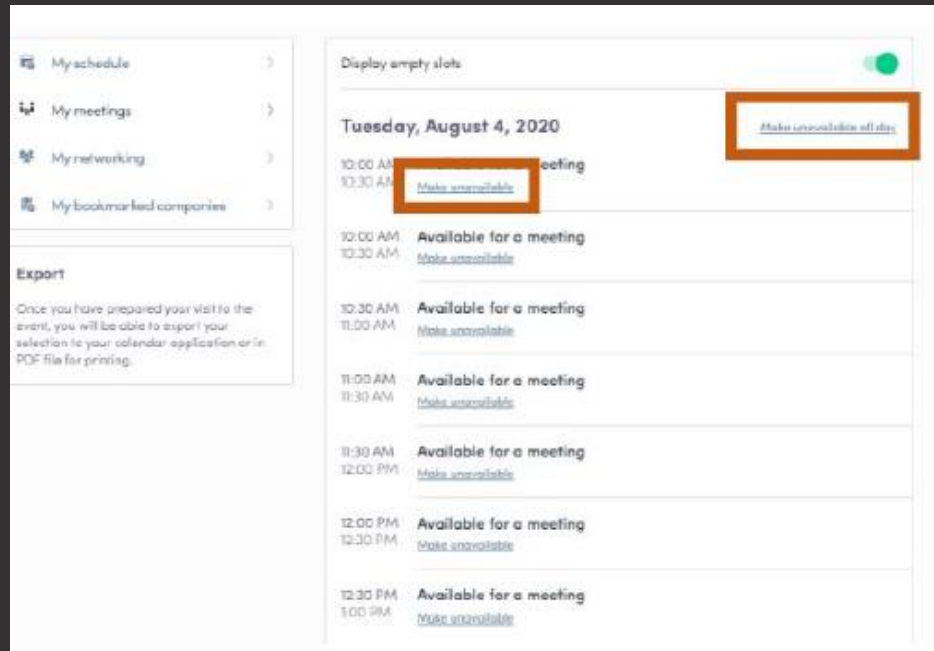 My schedule
My meetings
My networking
My bookmarked companies
Export
Once you have prepared your visit to the
event, you will be able to export your
selection to your calendar application or in
PDF file for printing.
Display empty slots
Tuesday, August 4, 2020
Make unavailable all day
10:00 AM
10:30 AM
eeting
Make unavailable
10:00 AM Available for a meeting
10:30 AM Make unavailable
10:30 AM Available for a meeting
11:00 AM Make unavailable
11:00 AM Available for a meeting
11:30 AM Make unavailable
11:30 AM Available for a meeting
12:00 PM Make unavailable
12:00 PM Available for a meeting
12:30 PM Make unavailable
12:30 PM Available for a meeting
1:00 PM Make unavailable